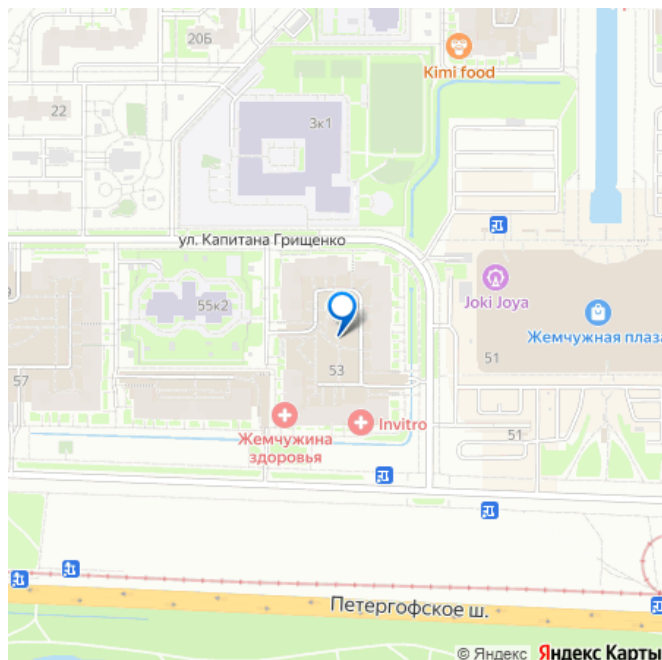 20Б
Kimi food
22
3к1
ул. Капитана Грищенко
Joki Joya
55к2
Жемчужная плаза
51
57
53
Invitro
51
Жемчужина
здоровья
Петергофское ш.
© Яндекс Яндекс Карты